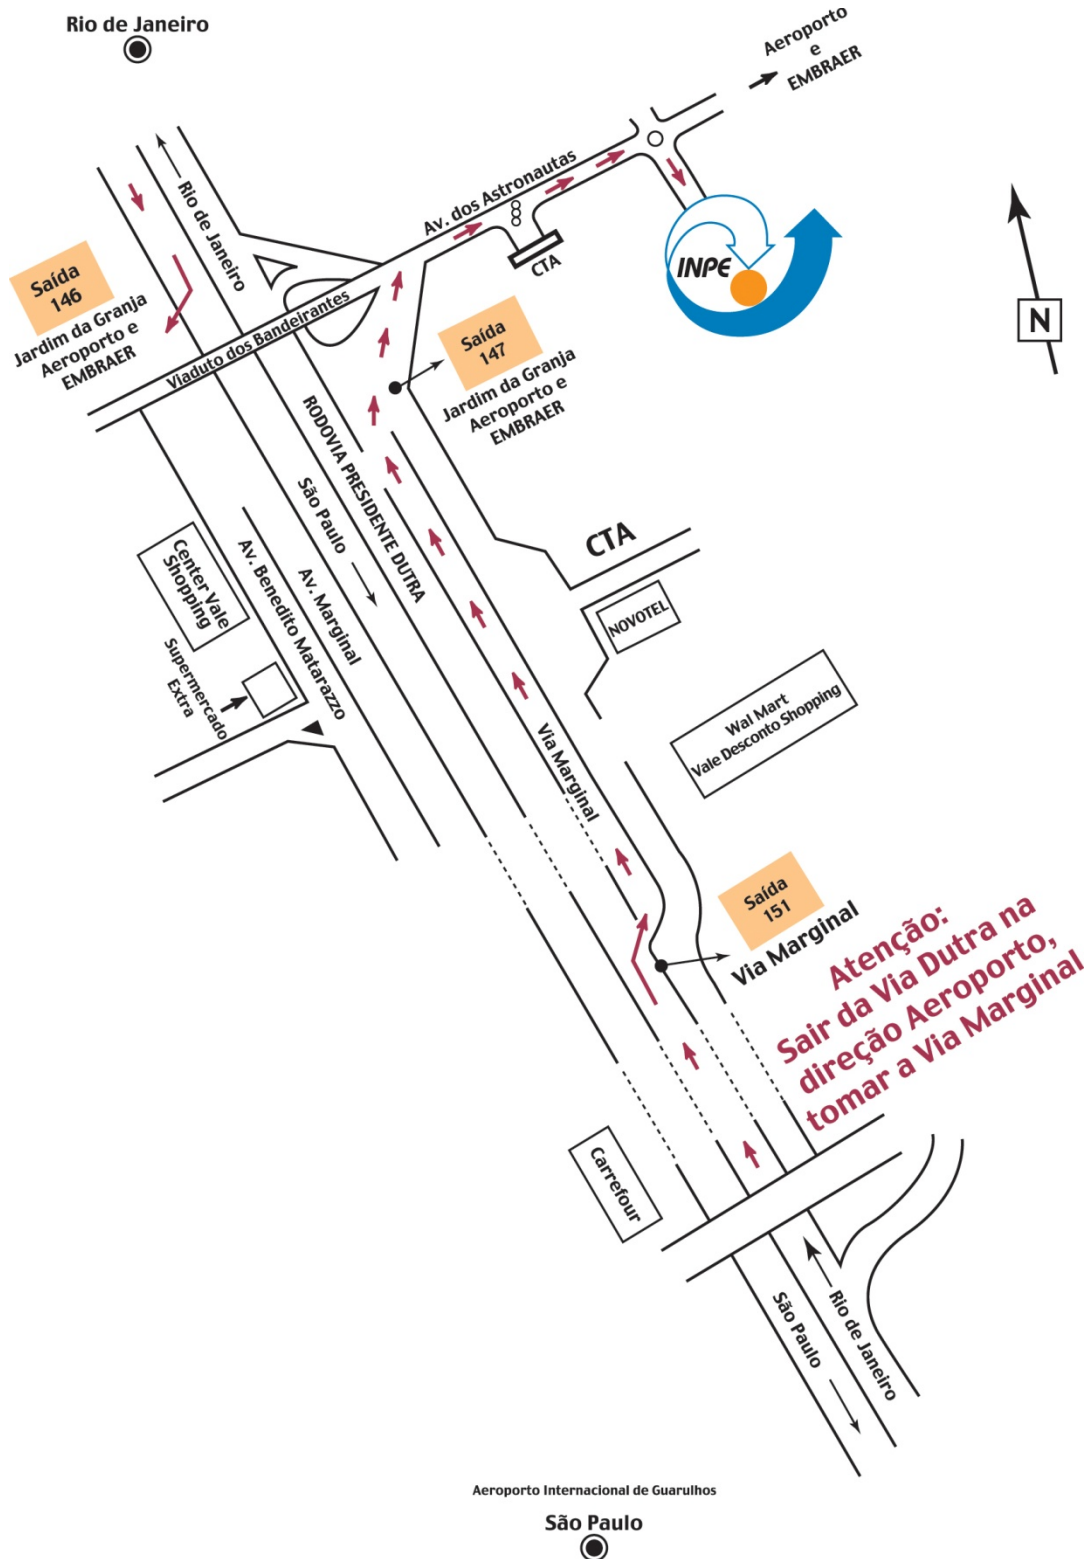 Rio de Janeiro
Aeroporto
e
EMBRAER
Rio de Janeiro
Av. dos Astronautas
CTA
INPE
N
Saída
146
Jardim da Granja
Aeroporto e
EMBRAER
Viaduto dos Bandeirantes
Saída
147
Jardim da Granja
Aeroporto e
EMBRAER
RODOVIA PRESIDENTE DUTRA
São Paulo
CTA
Center Vale
Shopping
Av. Benedito Matarazzo
Av. Marginal
NOVOTEL
Supermercado
Extra
Wal Mart
Vale Desconto Shopping
Via Marginal
Saída
151
Via Marginal
Atenção:
Sair da Via Dutra na
direção Aeroporto,
tomar a Via Marginal
Carrefour
São Paulo
Rio de Janeiro
Aeroporto Internacional de Guarulhos
São Paulo